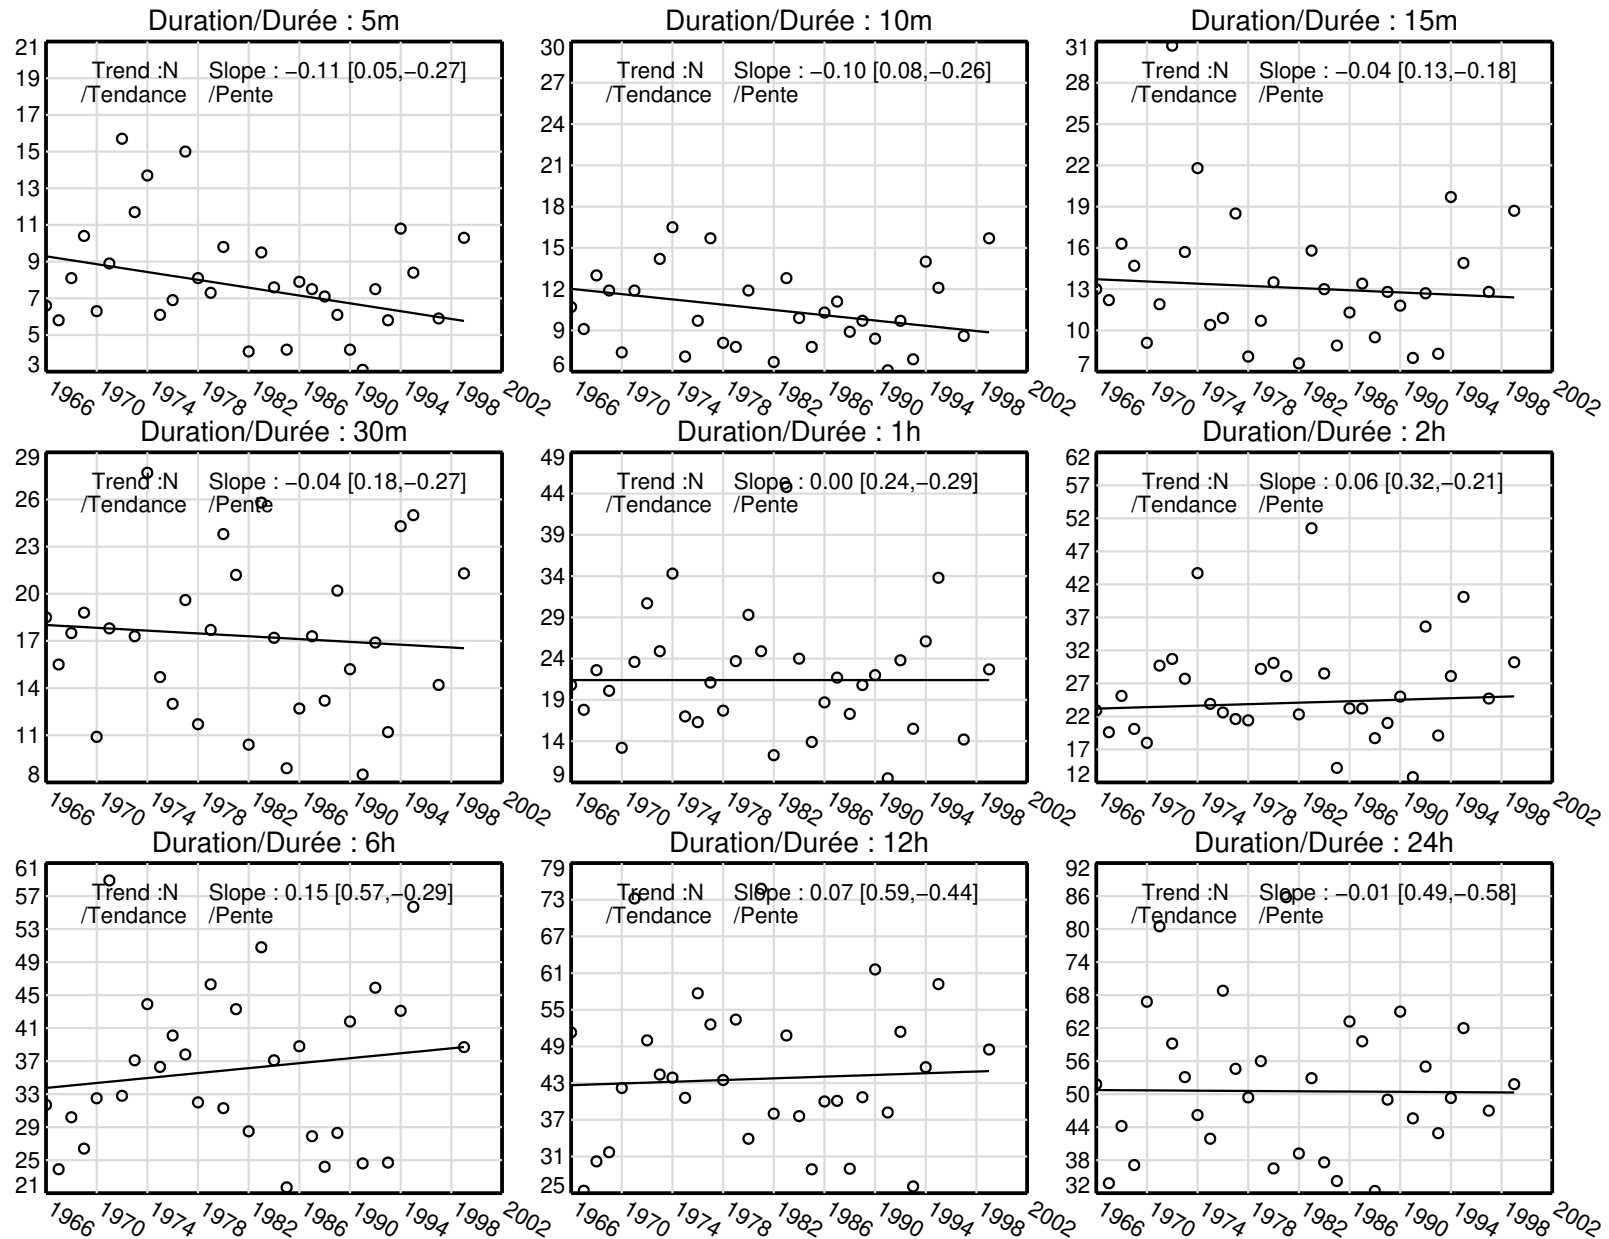 Duration/Durée : 5m
21
19
17
15
13
11
9
7
5
3
Trend :N Slope : −0.11 [0.05,−0.27]
/Tendance /Pente
1966 1970 1974 1978 1982 1986 1990 1994 1998 2002
Duration/Durée : 10m
30
27
24
21
18
15
12
9
6
Trend :N Slope : −0.10 [0.08,−0.26]
/Tendance /Pente
1966 1970 1974 1978 1982 1986 1990 1994 1998 2002
Duration/Durée : 15m
31
28
25
22
19
16
13
10
7
Trend :N Slope : −0.04 [0.13,−0.18]
/Tendance /Pente
1966 1970 1974 1978 1982 1986 1990 1994 1998 2002
Duration/Durée : 30m
29
26
23
20
17
14
11
8
Trend :N Slope : −0.04 [0.18,−0.27]
/Tendance /Pente
1966 1970 1974 1978 1982 1986 1990 1994 1998 2002
Duration/Durée : 1h
49
44
39
34
29
24
19
14
9
Trend :N Slope : 0.00 [0.24,−0.29]
/Tendance /Pente
1966 1970 1974 1978 1982 1986 1990 1994 1998 2002
Duration/Durée : 2h
62
57
52
47
42
37
32
27
22
17
12
Trend :N Slope : 0.06 [0.32,−0.21]
/Tendance /Pente
1966 1970 1974 1978 1982 1986 1990 1994 1998 2002
Duration/Durée : 6h
61
57
53
49
45
41
37
33
29
25
21
Trend :N Slope : 0.15 [0.57,−0.29]
/Tendance /Pente
1966 1970 1974 1978 1982 1986 1990 1994 1998 2002
Duration/Durée : 12h
79
73
67
61
55
49
43
37
31
25
Trend :N Slope : 0.07 [0.59,−0.44]
/Tendance /Pente
1966 1970 1974 1978 1982 1986 1990 1994 1998 2002
Duration/Durée : 24h
92
86
80
74
68
62
56
50
44
38
32
Trend :N Slope : −0.01 [0.49,−0.58]
/Tendance /Pente
1966 1970 1974 1978 1982 1986 1990 1994 1998 2002